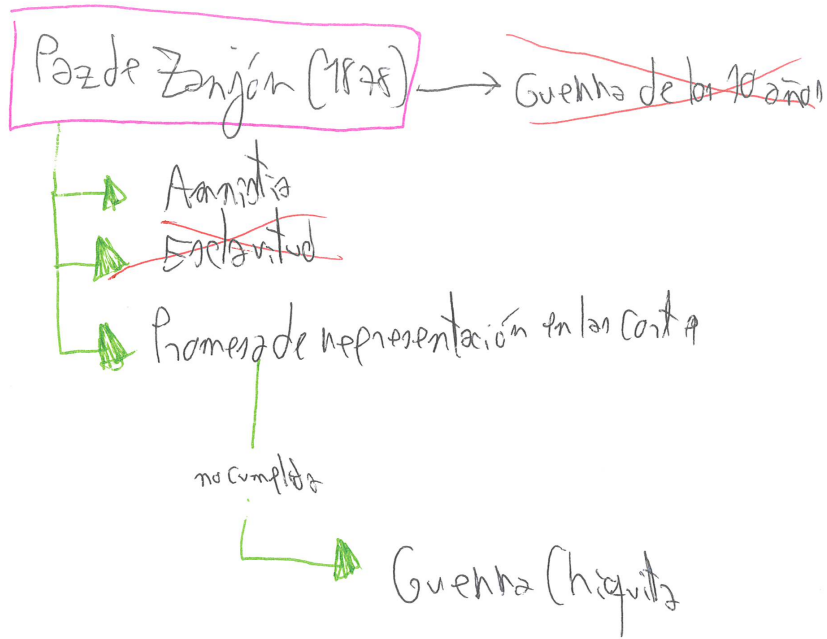 Paz de Zanjón (1878)
Guerra de los 10 años
Amnistía
Esclavitud
Promesa de representación en las Cortes
no cumplida
Guerra Chiquita